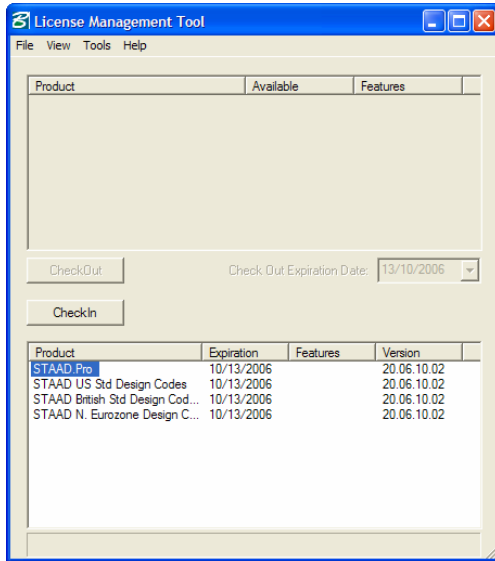 License Management Tool
File View Tools Help
Product Available Features
CheckOut Check Out Expiration Date: 13/10/2006
CheckIn
Product Expiration Features Version
STAAD.Pro 10/13/2006 20.06.10.02
STAAD US Std Design Codes 10/13/2006 20.06.10.02
STAAD British Std Design Cod... 10/13/2006 20.06.10.02
STAAD N. Eurozone Design C... 10/13/2006 20.06.10.02